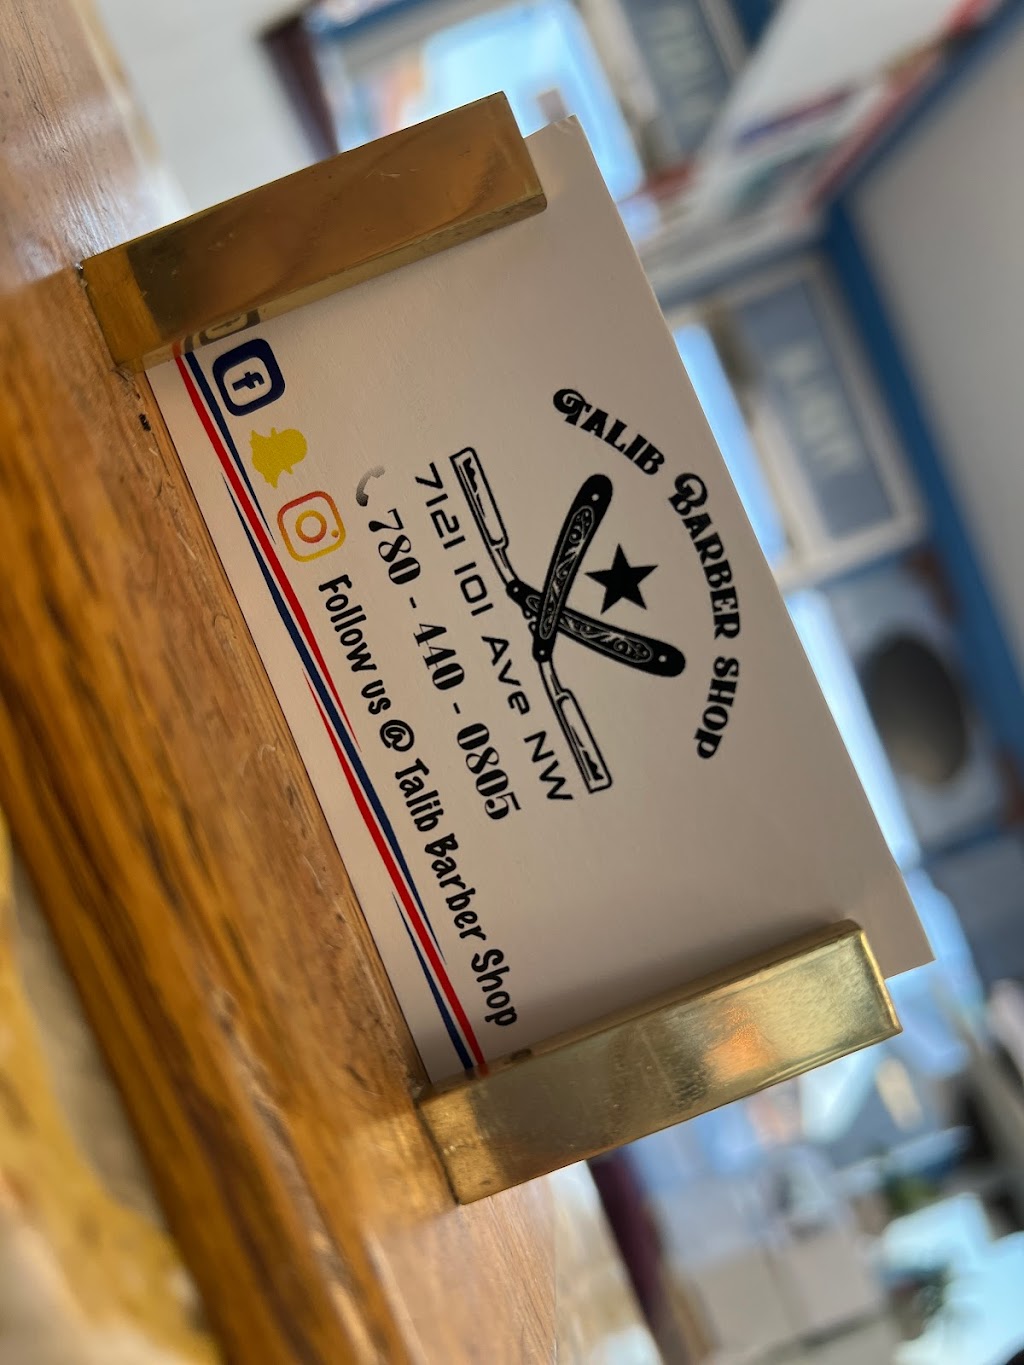 TALIB BARBER SHOP
7121 101 Ave NW
780 - 440 - 0805
Follow us @ Talib Barber Shop